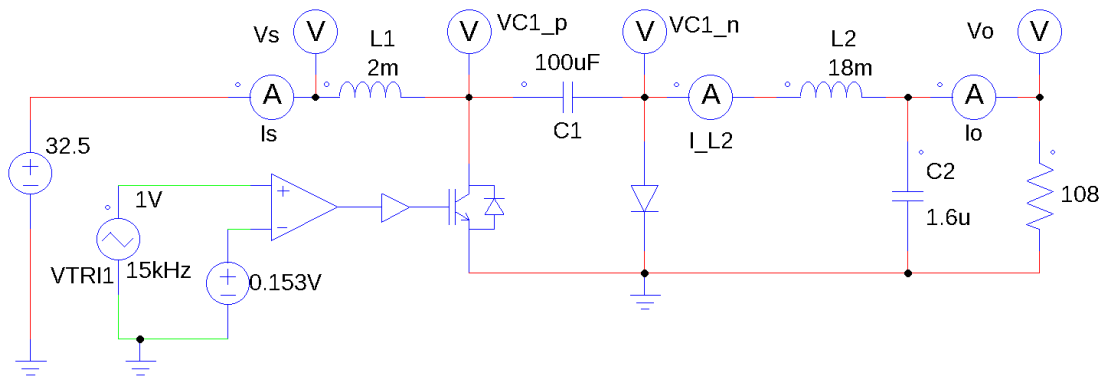 Vs
V
L1
2m
V
VC1_p
100uF
C1
V
VC1_n
A
I_L2
L2
18m
Vo
V
A
Is
A
Io
32.5
1V
VTRI1
15kHz
0.153V
C2
1.6u
108